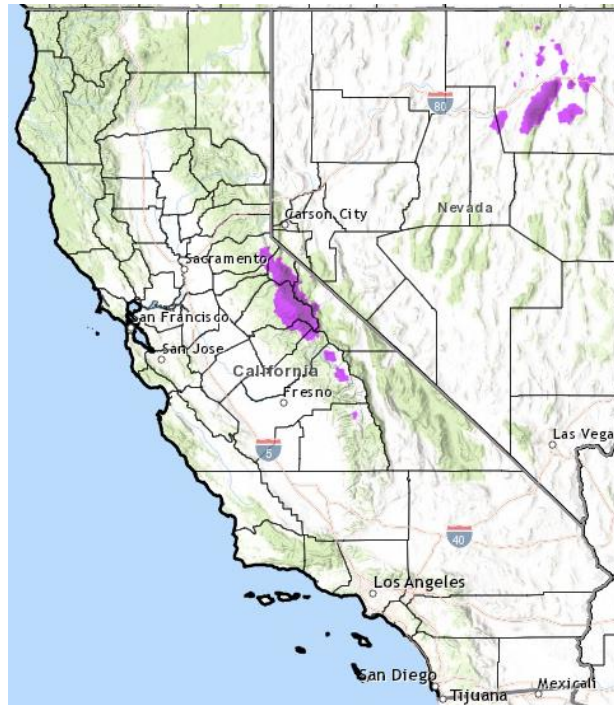 80
Carson City
Nevada
Sacramento
San Francisco
San Jose
California
Fresno
Las Vega
5
40
Los Angeles
San Diego
Tijuana
Mexicali